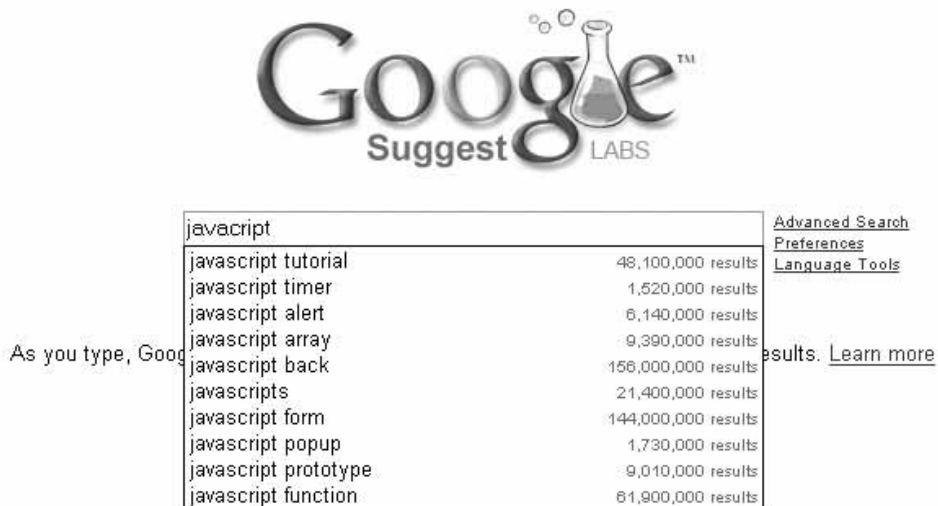 Google™
Suggest LABS
javacript
Advanced Search
Preferences
Language Tools
javascript tutorial 48,100,000 results
javascript timer 1,520,000 results
javascript alert 6,140,000 results
javascript array 9,390,000 results
As you type, Goog
javascript back 156,000,000 results
esults. Learn more
javascripts 21,400,000 results
javascript form 144,000,000 results
javascript popup 1,730,000 results
javascript prototype 9,010,000 results
javascript function 61,900,000 results